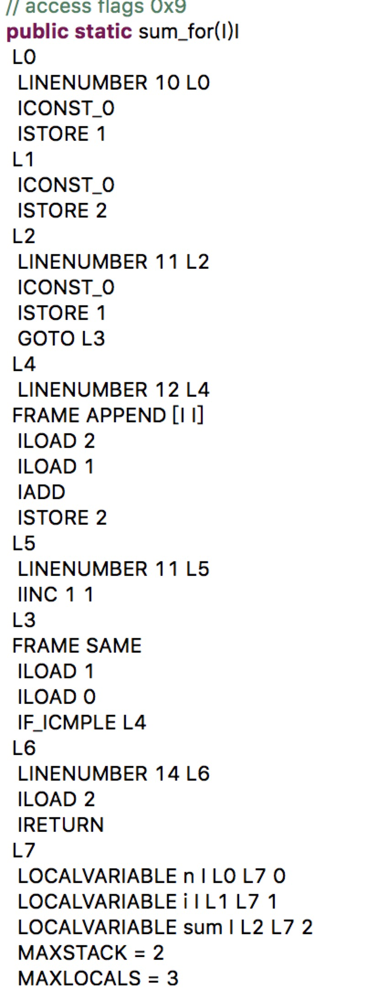 // access flags 0x9
public static sum_for(I)I
L0
LINENUMBER 10 L0
ICONST_0
ISTORE 1
L1
ICONST_0
ISTORE 2
L2
LINENUMBER 11 L2
ICONST_0
ISTORE 1
GOTO L3
L4
LINENUMBER 12 L4
FRAME APPEND [I I]
ILOAD 2
ILOAD 1
IADD
ISTORE 2
L5
LINENUMBER 11 L5
IINC 1 1
L3
FRAME SAME
ILOAD 1
ILOAD 0
IF_ICMPLE L4
L6
LINENUMBER 14 L6
ILOAD 2
IRETURN
L7
LOCALVARIABLE n I L0 L7 0
LOCALVARIABLE i I L1 L7 1
LOCALVARIABLE sum I L2 L7 2
MAXSTACK = 2
MAXLOCALS = 3